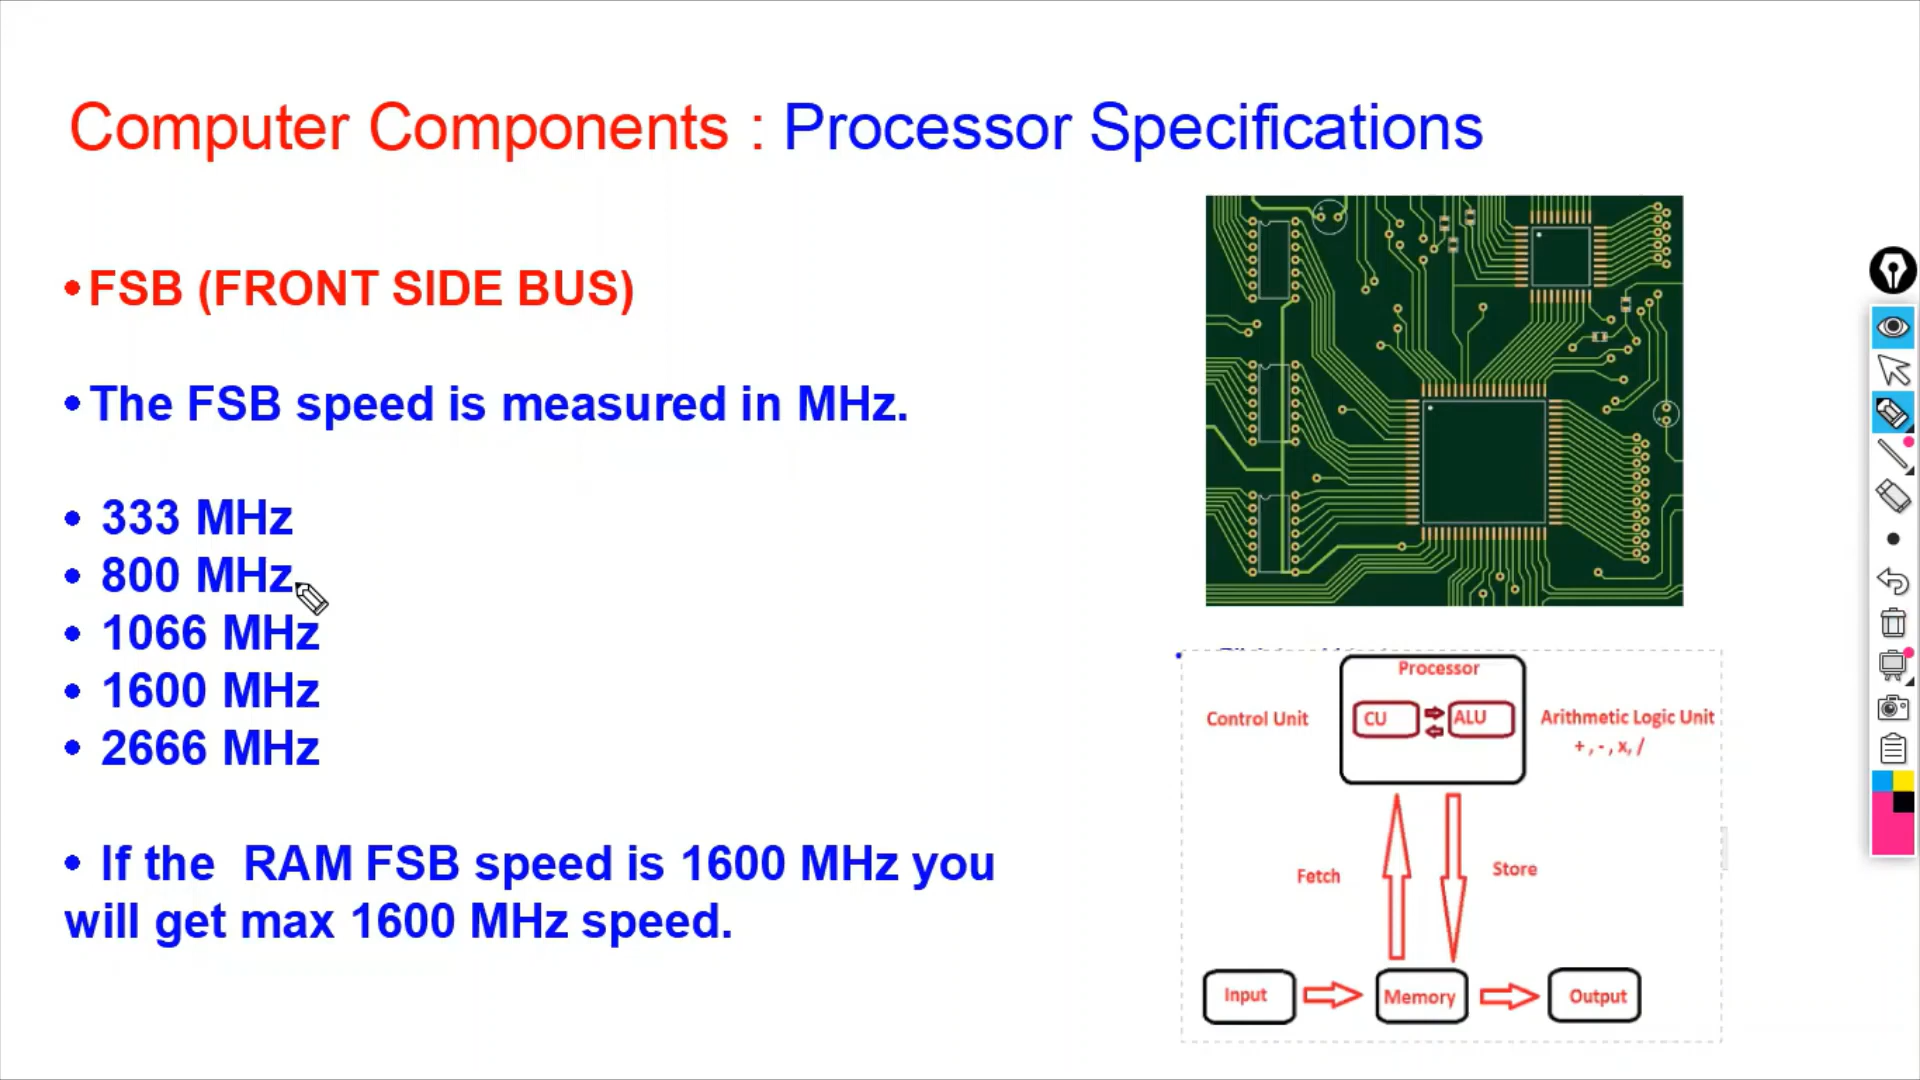 Computer Components : Processor Specifications
•FSB (FRONT SIDE BUS)
•The FSB speed is measured in MHz.
• 333 MHz
• 800 MHz
• 1066 MHz
• 1600 MHz
• 2666 MHz
• If the RAM FSB speed is 1600 MHz you
will get max 1600 MHz speed.
Processor
Control Unit
CU
ALU
Arithmetic Logic Unit
+ , - , x, /
Fetch
Store
Input
Memory
Output